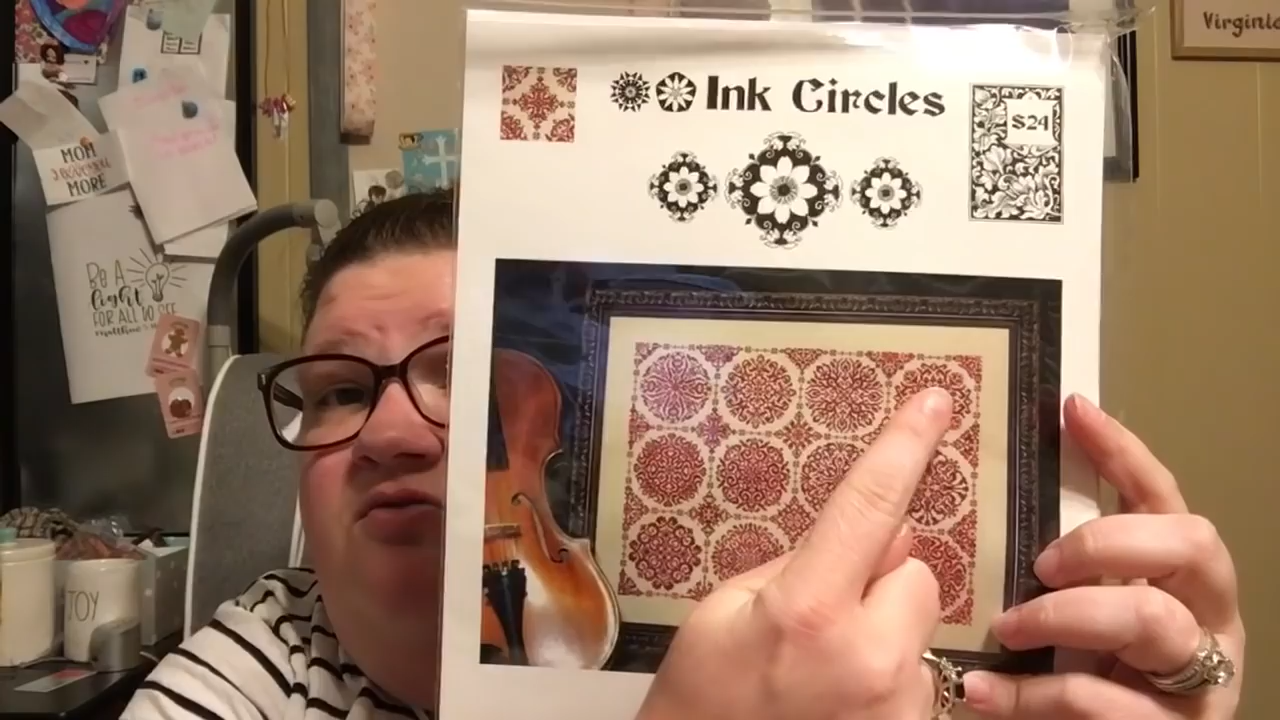 Virginia
Ink Circles
$24
MOM
MORE
BE A
light
FOR ALL TO SEE
JOY